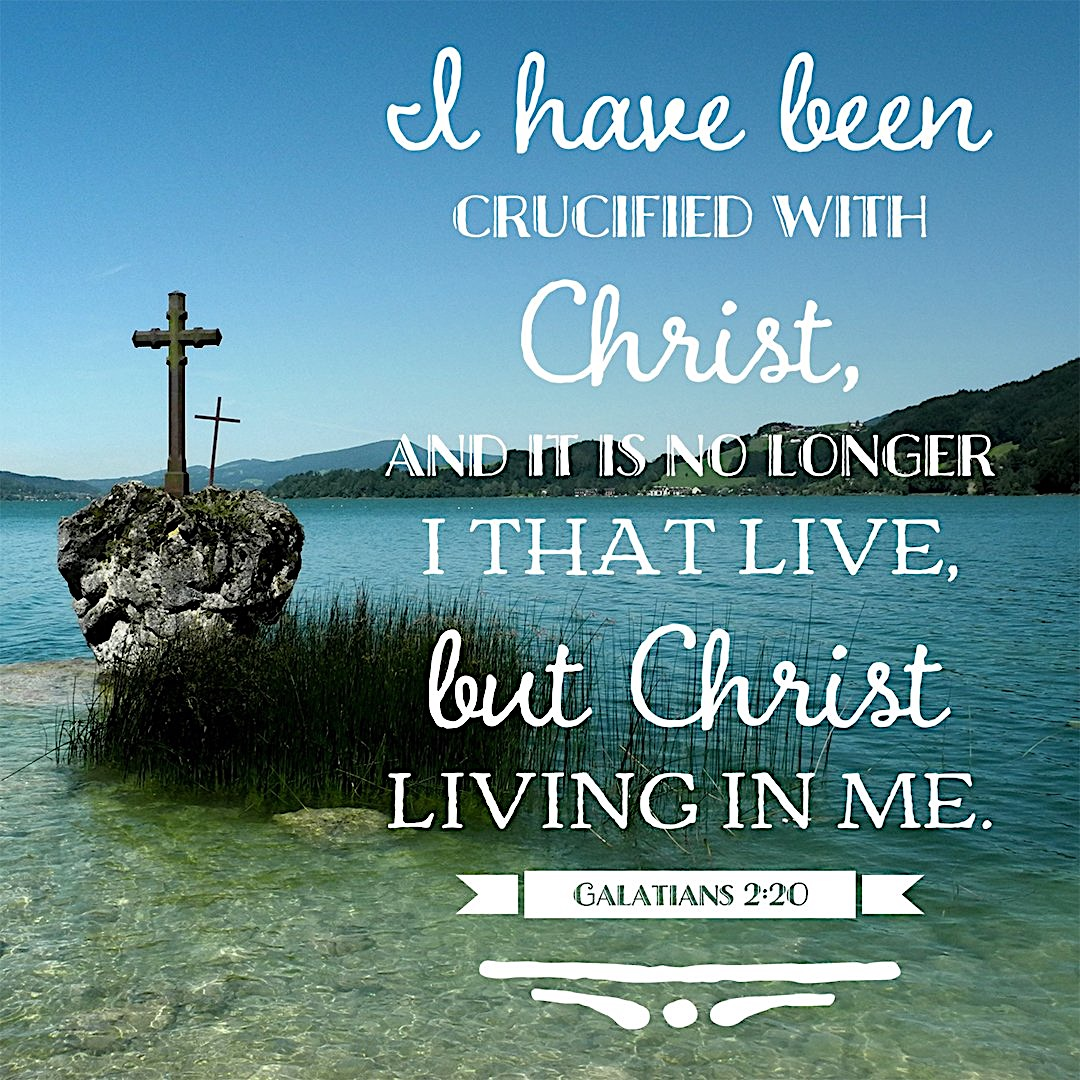 I have been
CRUCIFIED WITH
Christ,
AND IT IS NO LONGER
I THAT LIVE,
but Christ
LIVING IN ME.
GALATIANS 2:20